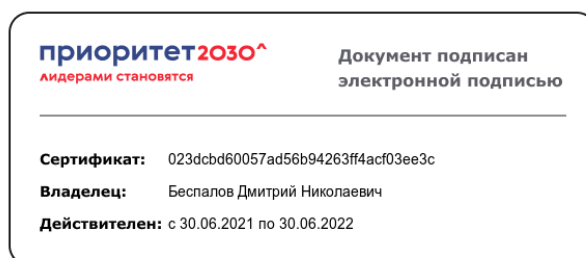 приоритет2030^
лидерами становятся
Документ подписан
электронной подписью
Сертификат: 023dcbd60057ad56b94263ff4acf03ee3c
Владелец: Беспалов Дмитрий Николаевич
Действителен: с 30.06.2021 по 30.06.2022